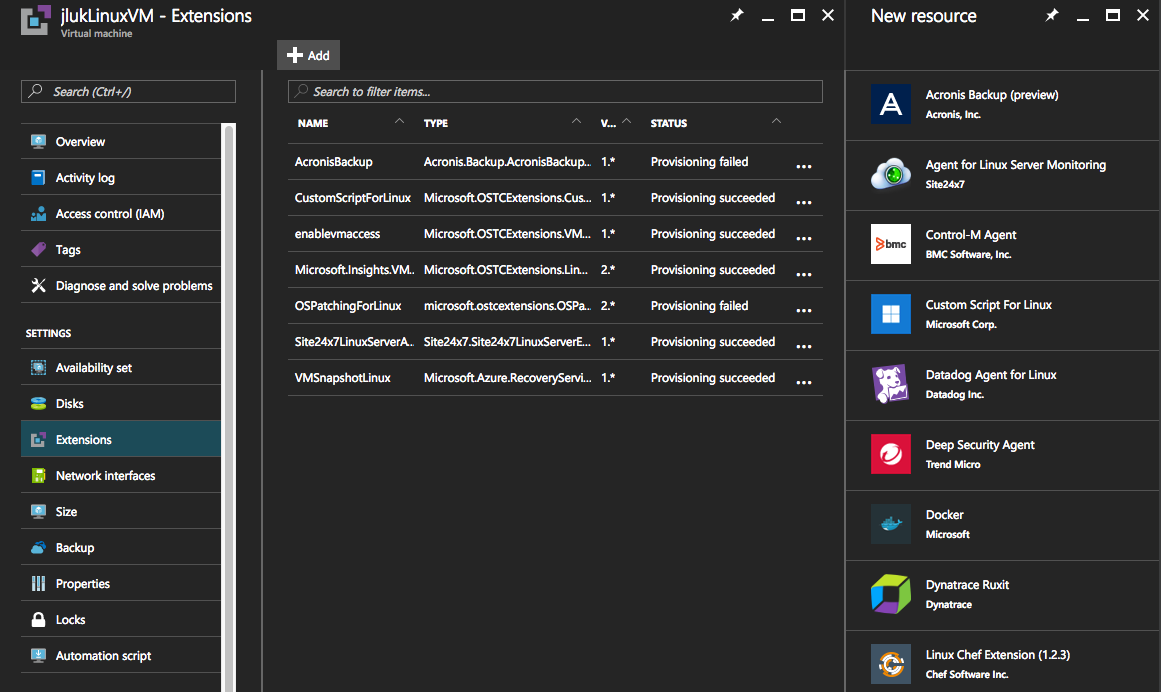 jlukLinuxVM - Extensions
Virtual machine
Search (Ctrl+/)
Overview
Activity log
Access control (IAM)
Tags
Diagnose and solve problems
SETTINGS
Availability set
Disks
Extensions
Network interfaces
Size
Backup
Properties
Locks
Automation script
Add
Search to filter items...
NAME TYPE V... STATUS
AcronisBackup Acronis.Backup.AcronisBackup... 1.* Provisioning failed ...
CustomScriptForLinux Microsoft.OSTCExtensions.Cus... 1.* Provisioning succeeded ...
enablevmaccess Microsoft.OSTCExtensions.VM... 1.* Provisioning succeeded ...
Microsoft.Insights.VM... Microsoft.OSTCExtensions.Lin... 2.* Provisioning succeeded ...
OSPatchingForLinux microsoft.ostcextensions.OSPa... 2.* Provisioning failed ...
Site24x7LinuxServerA... Site24x7.Site24x7LinuxServerE... 1.* Provisioning succeeded ...
VMSnapshotLinux Microsoft.Azure.RecoveryServi... 1.* Provisioning succeeded ...
New resource
A
Acronis Backup (preview)
Acronis, Inc.
Agent for Linux Server Monitoring
Site24x7
bmc
Control-M Agent
BMC Software, Inc.
Custom Script For Linux
Microsoft Corp.
Datadog Agent for Linux
Datadog Inc.
Deep Security Agent
Trend Micro
Docker
Microsoft
Dynatrace Ruxit
Dynatrace
Linux Chef Extension (1.2.3)
Chef Software Inc.